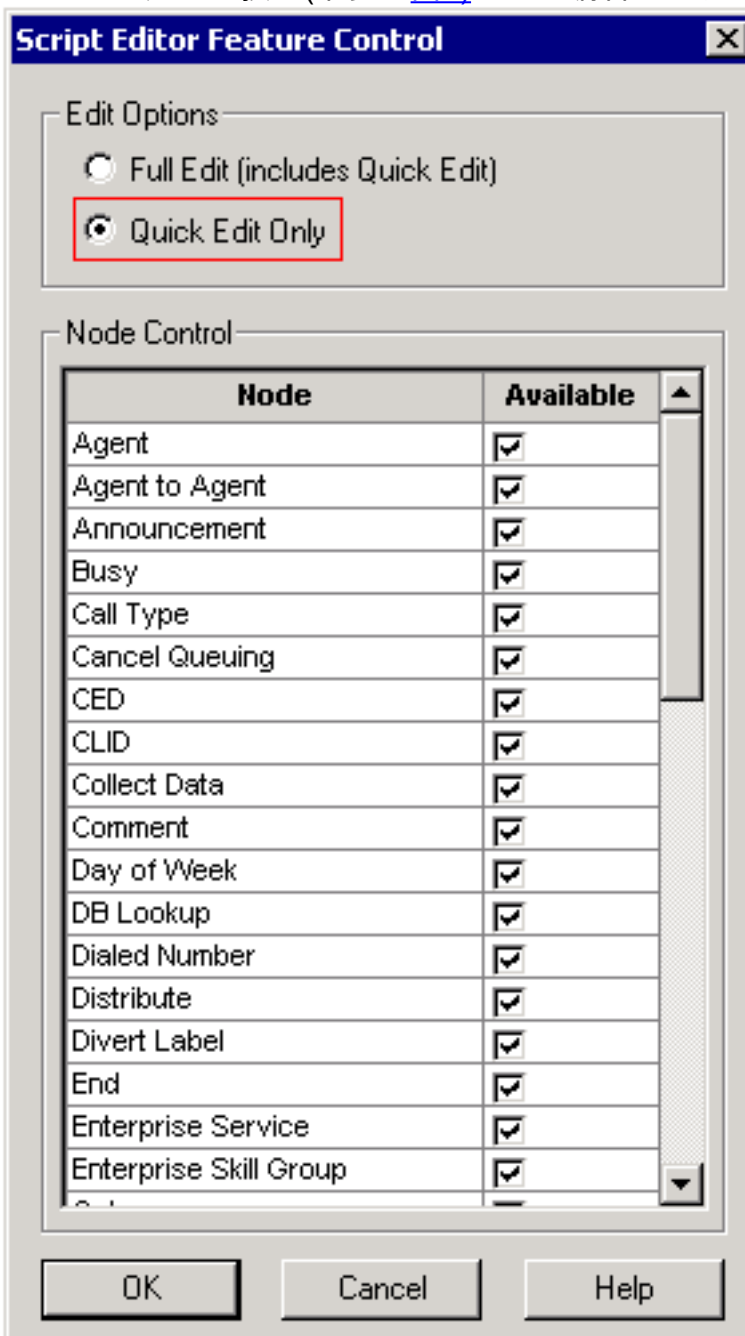 Script Editor Feature Control
Edit Options
Full Edit (includes Quick Edit)
Quick Edit Only
Node Control
Node Available
Agent
Agent to Agent
Announcement
Busy
Call Type
Cancel Queuing
CED
CLID
Collect Data
Comment
Day of Week
DB Lookup
Dialed Number
Distribute
Divert Label
End
Enterprise Service
Enterprise Skill Group
OK Cancel Help